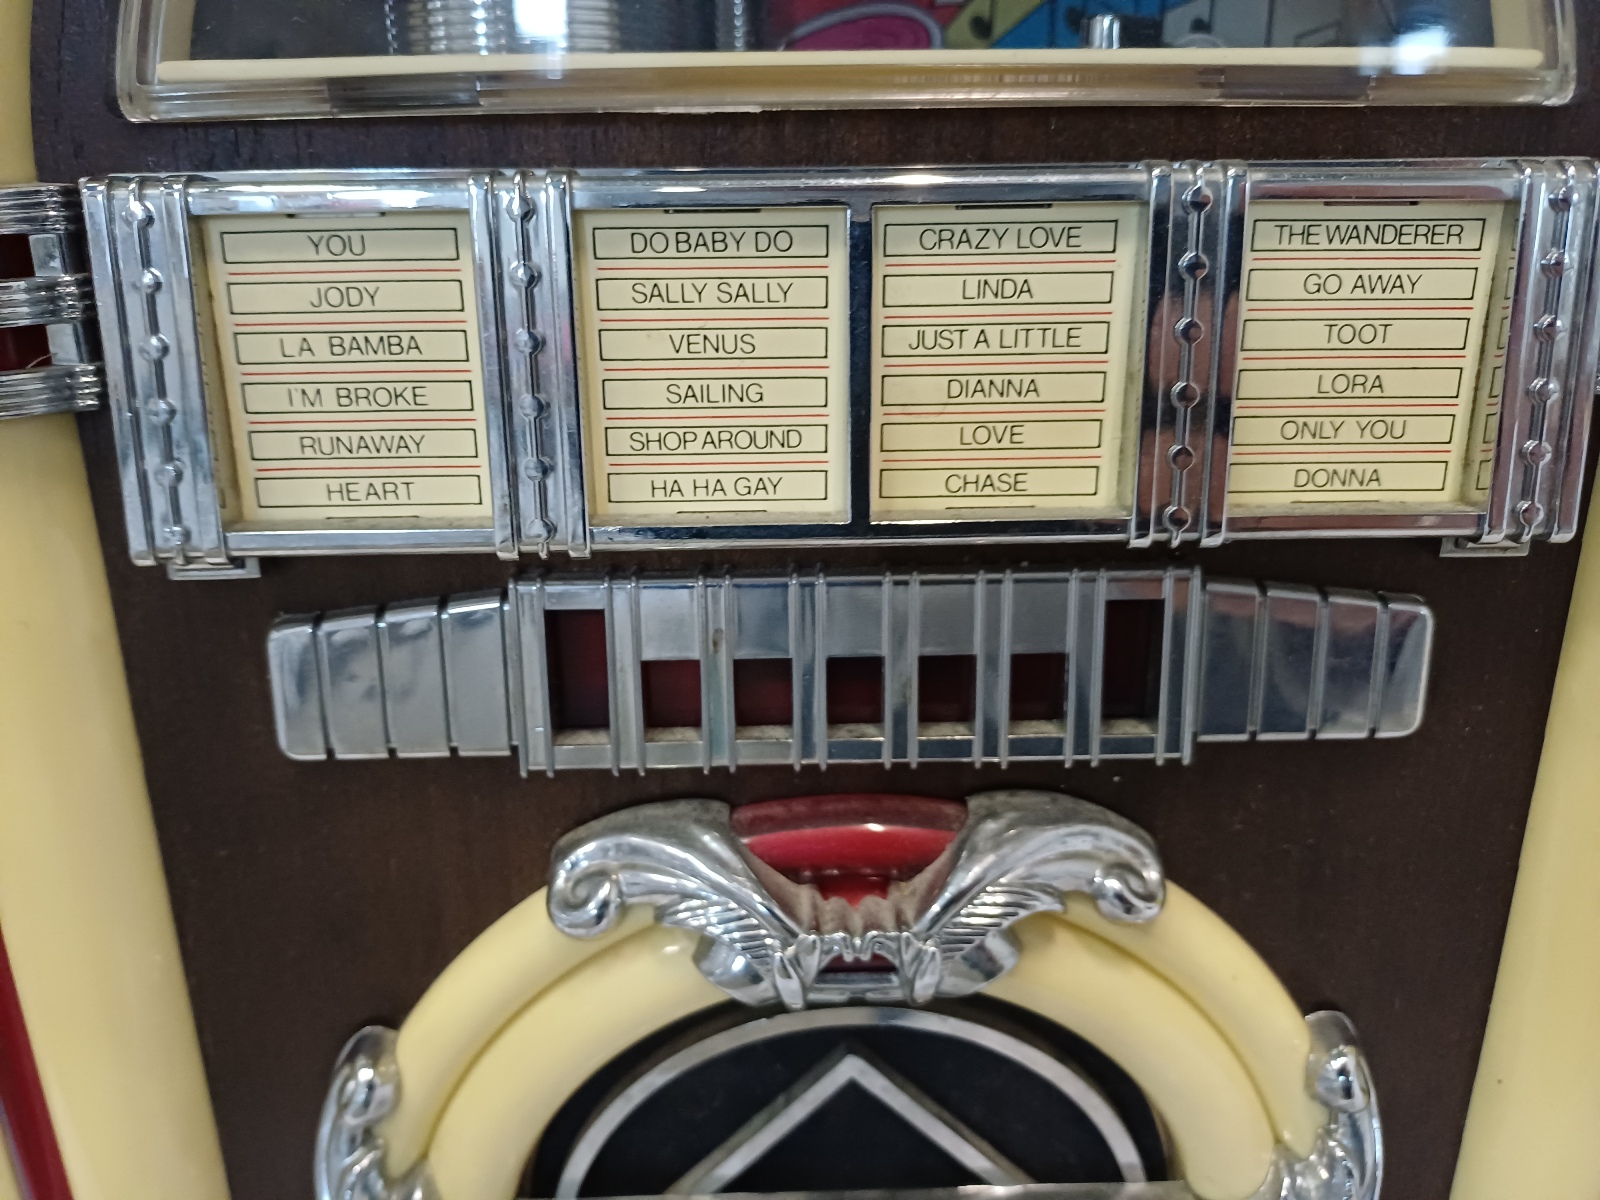 YOU
JODY
LA BAMBA
I'M BROKE
RUNAWAY
HEART
DO BABY DO
SALLY SALLY
VENUS
SAILING
SHOP AROUND
HA HA GAY
CRAZY LOVE
LINDA
JUST A LITTLE
DIANNA
LOVE
CHASE
THE WANDERER
GO AWAY
TOOT
LORA
ONLY YOU
DONNA